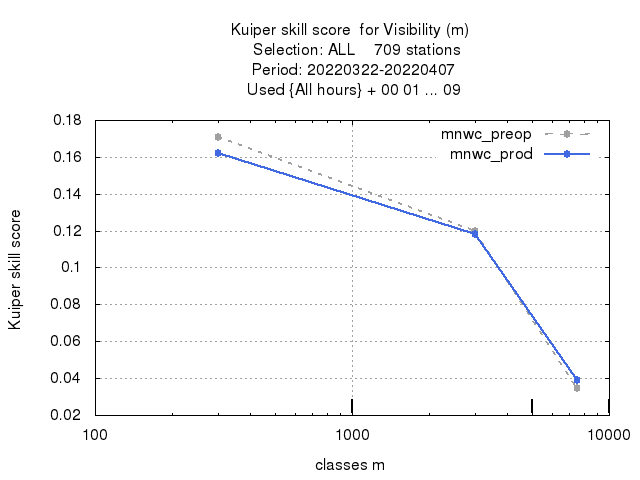 Kuiper skill score  for Visibility (m)
Selection: ALL    709 stations
Period: 20220322-20220407
Used {All hours} + 00 01 ... 09
mnwc_preop
mnwc_prod
Kuiper skill score
0.18
0.16
0.14
0.12
0.1
0.08
0.06
0.04
0.02
100
1000
10000
classes m